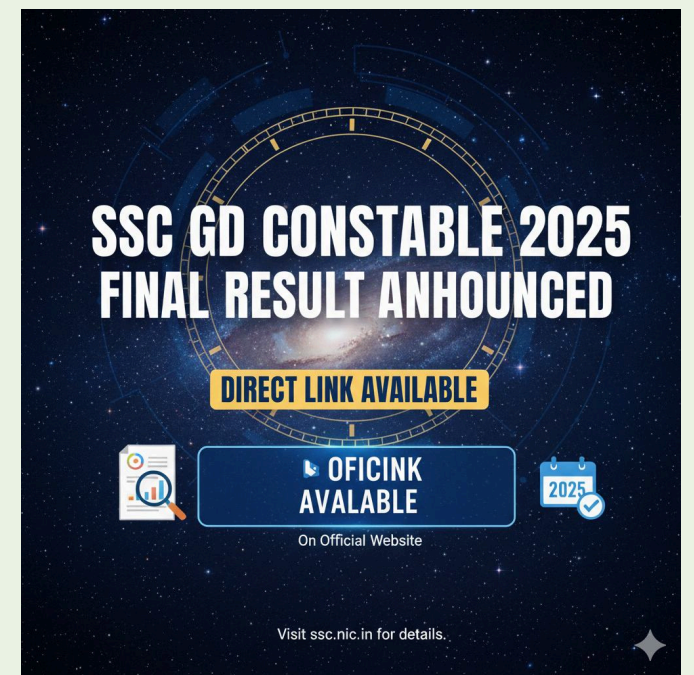 SSC GD CONSTABLE 2025
FINAL RESULT ANHOUNCED
DIRECT LINK AVAILABLE
OFICINK
AVALABLE
2025
On Official Website
Visit ssc.nic.in for details.